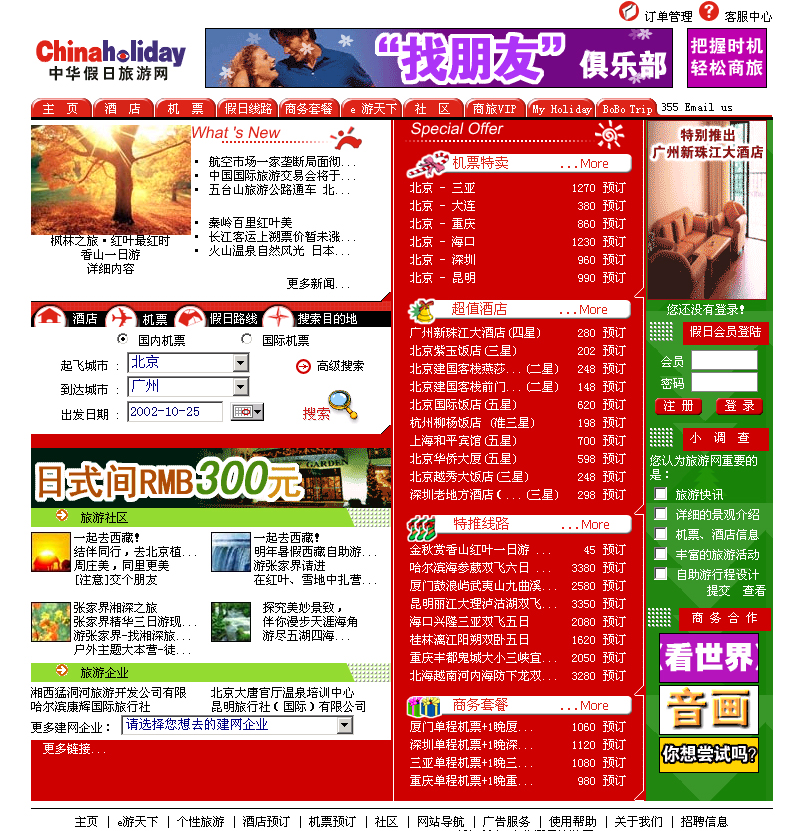 订单管理 客服中心
Chinaholiday
中华假日旅游网
“找朋友”俱乐部
把握时机
轻松商旅
主 页 酒 店 机 票 假日线路 商务套餐 e 游天下 社 区 商旅VIP My Holiday BoBo Trip 355 Email us
What 's New
航空市场一家垄断局面彻...
中国国际旅游交易会将于...
五台山旅游公路通车 北...
秦岭百里红叶美
长江客运上溯票价暂未涨...
火山温泉自然风光 日本...
更多新闻...
枫林之旅·红叶最红时
香山一日游
详细内容
酒店 机票 假日路线 搜索目的地
国内机票 国际机票
起飞城市 : 北京 高级搜索
到达城市 : 广州
出发日期 : 2002-10-25 搜索
日式间RMB300元
GARDEN
旅游社区
一起去西藏!
结伴同行,去北京植...
周庄美,同里更美
[注意]交个朋友
一起去西藏!
明年暑假西藏自助游...
游张家界请进
在红叶、雪地中扎营...
张家界湘深之旅
张家界精华三日游现...
游张家界-找湘深旅...
户外主题大本营-徒...
探究美妙景致,
伴你漫步天涯海角
游尽五湖四海...
旅游企业
湘西猛洞河旅游开发公司有限 北京大唐官厅温泉培训中心
哈尔滨康辉国际旅行社 昆明旅行社(国际)有限公司
更多建网企业: 请选择您想去的建网企业
更多链接...
Special Offer
机票特卖 ...More
北京 - 三亚 1270 预订
北京 - 大连 380 预订
北京 - 重庆 860 预订
北京 - 海口 1230 预订
北京 - 深圳 960 预订
北京 - 昆明 990 预订
超值酒店 ...More
广州新珠江大酒店(四星) 280 预订
北京紫玉饭店(三星) 202 预订
北京建国客栈燕莎...(二星) 248 预订
北京建国客栈前门...(二星) 148 预订
北京国际饭店(五星) 620 预订
杭州柳杨饭店 (准三星) 198 预订
上海和平宾馆(五星) 700 预订
北京华侨大厦(五星) 598 预订
北京越秀大饭店(三星) 248 预订
深圳老地方酒店(...(三星) 298 预订
特推线路 ...More
金秋赏香山红叶一日游 ... 45 预订
哈尔滨海参葳双飞六日 ... 3380 预订
厦门鼓浪屿武夷山九曲溪... 2580 预订
昆明丽江大理泸沽湖双飞... 3350 预订
海口兴隆三亚双飞五日 2080 预订
桂林漓江阳朔双卧五日 1620 预订
重庆丰都鬼城大小三峡宜... 2050 预订
北海越南河内海防下龙双... 3280 预订
商务套餐 ...More
厦门单程机票+1晚厦... 1060 预订
深圳单程机票+1晚深... 1120 预订
三亚单程机票+1晚三... 1080 预订
重庆单程机票+1晚重... 980 预订
特别推出
广州新珠江大酒店
您还没有登录!
假日会员登陆
会员
密码
注 册 登 录
小 调 查
您认为旅游网重要的
是:
旅游快讯
详细的景观介绍
机票、酒店信息
丰富的旅游活动
自助游行程设计
提交 查看
商 务 合 作
看世界
音画
你想尝试吗?
主页 | e游天下 | 个性旅游 | 酒店预订 | 机票预订 | 社区 | 网站导航 | 广告服务 | 使用帮助 | 关于我们 | 招聘信息